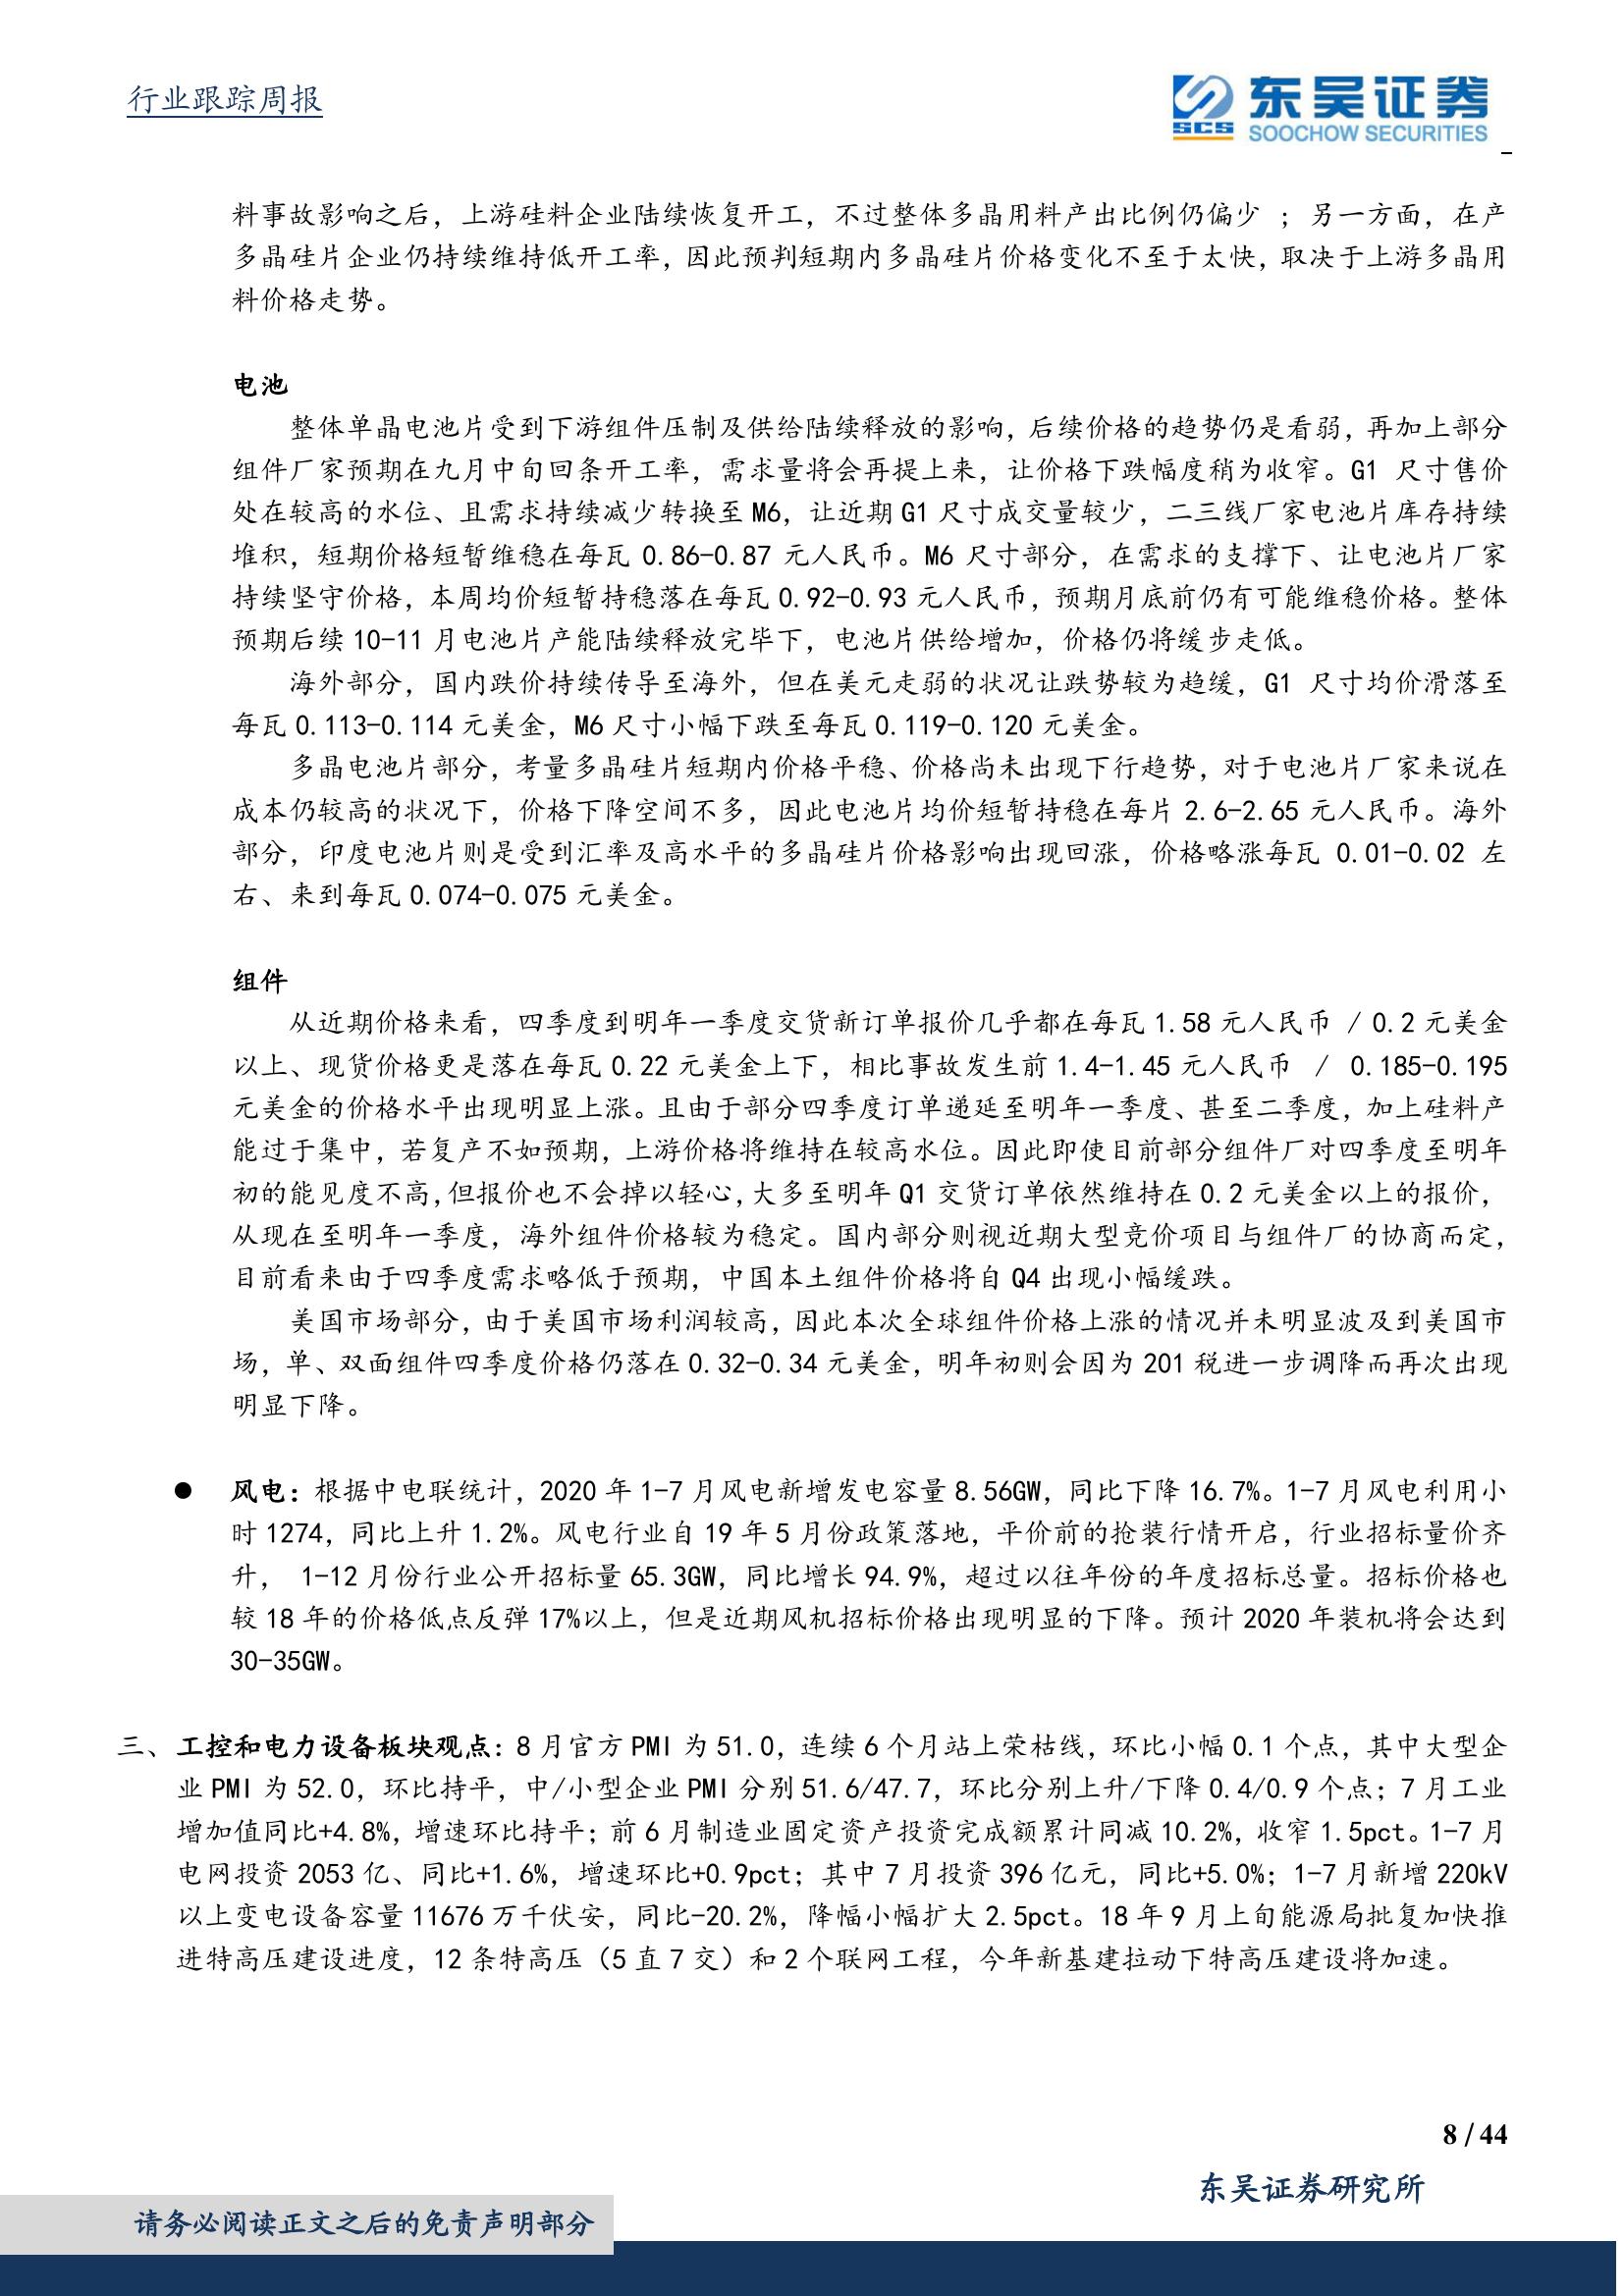 行业跟踪周报
SCS
东吴证券
SOOCHOW SECURITIES
料事故影响之后，上游硅料企业陆续恢复开工，不过整体多晶用料产出比例仍偏少 ；另一方面，在产
多晶硅片企业仍持续维持低开工率，因此预判短期内多晶硅片价格变化不至于太快，取决于上游多晶用
料价格走势。
电池
整体单晶电池片受到下游组件压制及供给陆续释放的影响，后续价格的趋势仍是看弱，再加上部分
组件厂家预期在九月中旬回条开工率，需求量将会再提上来，让价格下跌幅度稍为收窄。G1 尺寸售价
处在较高的水位、且需求持续减少转换至 M6，让近期 G1 尺寸成交量较少，二三线厂家电池片库存持续
堆积，短期价格短暂维稳在每瓦 0.86-0.87 元人民币。M6 尺寸部分，在需求的支撑下、让电池片厂家
持续坚守价格，本周均价短暂持稳落在每瓦 0.92-0.93 元人民币，预期月底前仍有可能维稳价格。整体
预期后续 10-11 月电池片产能陆续释放完毕下，电池片供给增加，价格仍将缓步走低。
海外部分，国内跌价持续传导至海外，但在美元走弱的状况让跌势较为趋缓，G1 尺寸均价滑落至
每瓦 0.113-0.114 元美金，M6 尺寸小幅下跌至每瓦 0.119-0.120 元美金。
多晶电池片部分，考量多晶硅片短期内价格平稳、价格尚未出现下行趋势，对于电池片厂家来说在
成本仍较高的状况下，价格下降空间不多，因此电池片均价短暂持稳在每片 2.6-2.65 元人民币。海外
部分，印度电池片则是受到汇率及高水平的多晶硅片价格影响出现回涨，价格略涨每瓦 0.01-0.02 左
右、来到每瓦 0.074-0.075 元美金。
组件
从近期价格来看，四季度到明年一季度交货新订单报价几乎都在每瓦 1.58 元人民币 / 0.2 元美金
以上、现货价格更是落在每瓦 0.22 元美金上下，相比事故发生前 1.4-1.45 元人民币 / 0.185-0.195
元美金的价格水平出现明显上涨。且由于部分四季度订单递延至明年一季度、甚至二季度，加上硅料产
能过于集中，若复产不如预期，上游价格将维持在较高水位。因此即使目前部分组件厂对四季度至明年
初的能见度不高，但报价也不会掉以轻心，大多至明年 Q1 交货订单依然维持在 0.2 元美金以上的报价，
从现在至明年一季度，海外组件价格较为稳定。国内部分则视近期大型竞价项目与组件厂的协商而定，
目前看来由于四季度需求略低于预期，中国本土组件价格将自 Q4 出现小幅缓跌。
美国市场部分，由于美国市场利润较高，因此本次全球组件价格上涨的情况并未明显波及到美国市
场，单、双面组件四季度价格仍落在 0.32-0.34 元美金，明年初则会因为 201 税进一步调降而再次出现
明显下降。
● 风电：根据中电联统计，2020 年 1-7 月风电新增发电容量 8.56GW，同比下降 16.7%。1-7 月风电利用小
时 1274，同比上升 1.2%。风电行业自 19 年 5 月份政策落地，平价前的抢装行情开启，行业招标量价齐
升， 1-12 月份行业公开招标量 65.3GW，同比增长 94.9%，超过以往年份的年度招标总量。招标价格也
较 18 年的价格低点反弹 17%以上，但是近期风机招标价格出现明显的下降。预计 2020 年装机将会达到
30-35GW。
三、工控和电力设备板块观点：8 月官方 PMI 为 51.0，连续 6 个月站上荣枯线，环比小幅 0.1 个点，其中大型企
业 PMI 为 52.0，环比持平，中/小型企业 PMI 分别 51.6/47.7，环比分别上升/下降 0.4/0.9 个点；7 月工业
增加值同比+4.8%，增速环比持平；前 6 月制造业固定资产投资完成额累计同减 10.2%，收窄 1.5pct。1-7 月
电网投资 2053 亿、同比+1.6%，增速环比+0.9pct；其中 7 月投资 396 亿元，同比+5.0%；1-7 月新增 220kV
以上变电设备容量 11676 万千伏安，同比-20.2%，降幅小幅扩大 2.5pct。18 年 9 月上旬能源局批复加快推
进特高压建设进度，12 条特高压（5 直 7 交）和 2 个联网工程，今年新基建拉动下特高压建设将加速。
8 / 44
东吴证券研究所
请务必阅读正文之后的免责声明部分